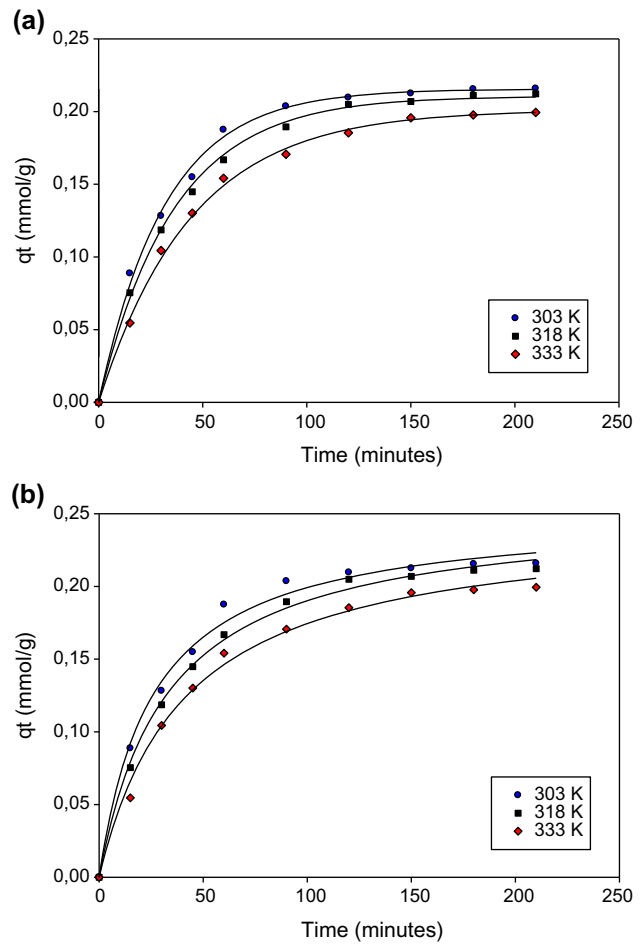 (a)
0,25
0,20
0,15
0,10
0,05
0,00
qt (mmol/g)
303 K
318 K
333 K
0 50 100 150 200 250
Time (minutes)
(b)
0,25
0,20
0,15
0,10
0,05
0,00
qt (mmol/g)
303 K
318 K
333 K
0 50 100 150 200 250
Time (minutes)